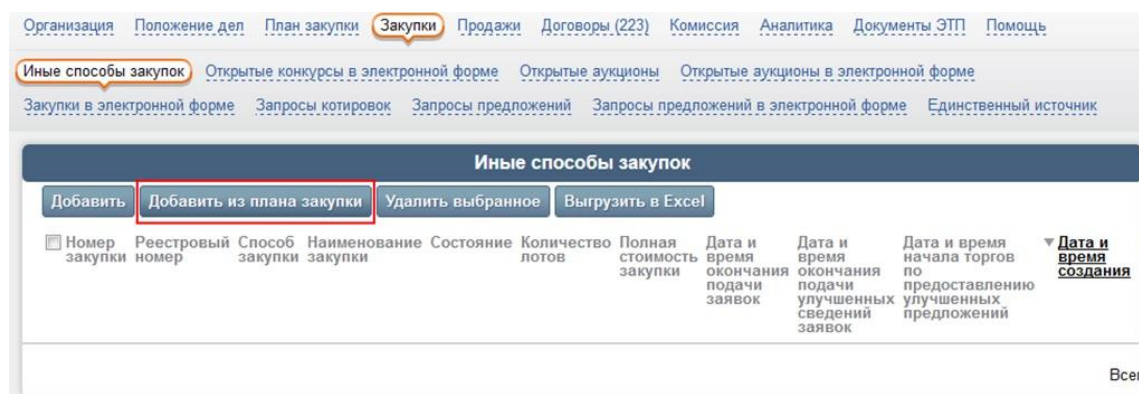 Организация Положение дел План закупки Закупки Продажи Договоры (223) Комиссия Аналитика Документы ЭТП Помощь
Иные способы закупок Открытые конкурсы в электронной форме Открытые аукционы Открытые аукционы в электронной форме
Закупки в электронной форме Запросы котировок Запросы предложений Запросы предложений в электронной форме Единственный источник
Иные способы закупок
Добавить Добавить из плана закупки Удалить выбранное Выгрузить в Excel
Номер закупки
Реестровый номер
Способ закупки
Наименование закупки
Состояние
Количество лотов
Полная стоимость закупки
Дата и время окончания подачи заявок
Дата и время окончания подачи улучшенных сведений заявок
Дата и время начала торгов по предоставлению улучшенных предложений
Дата и время создания